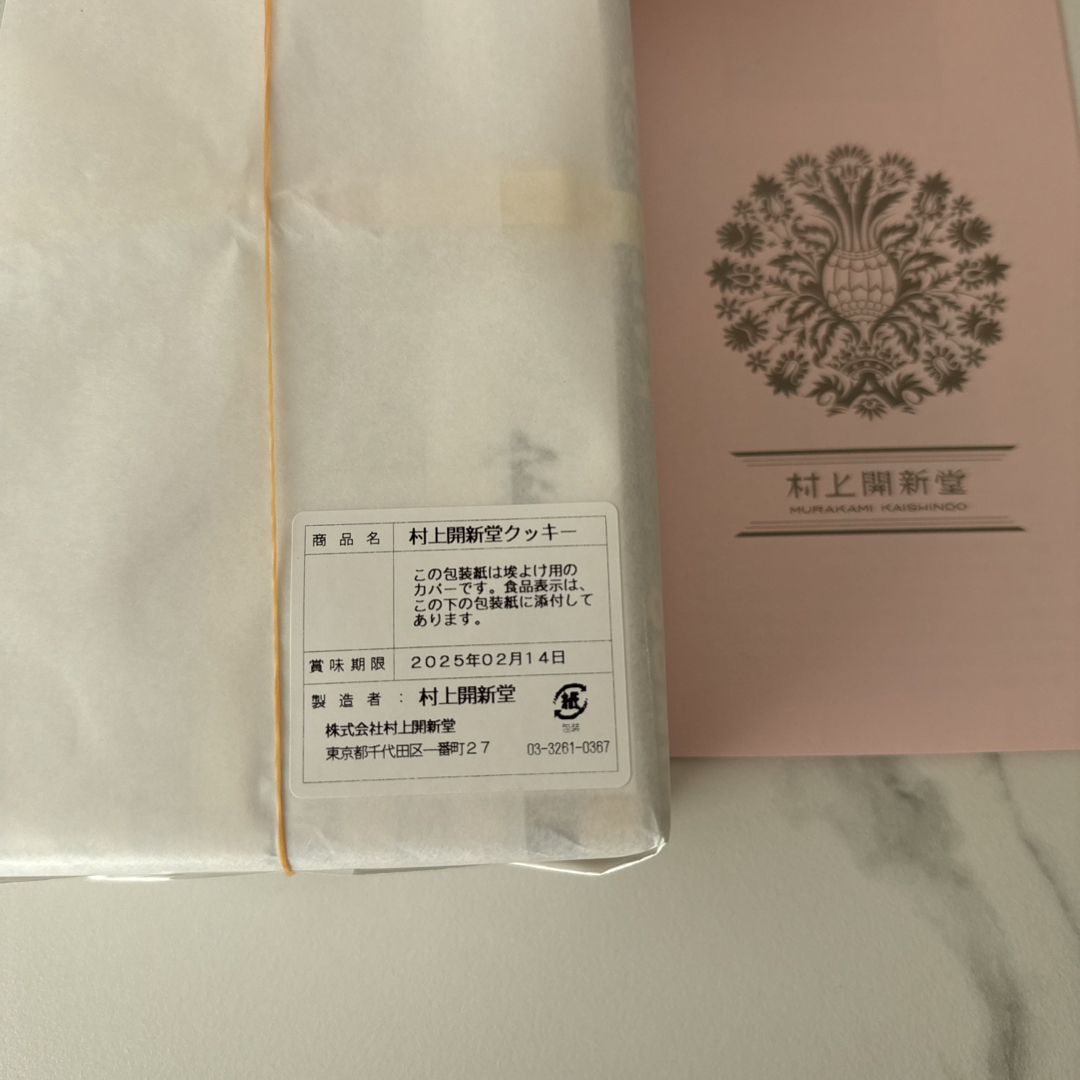 商品名 村上開新堂クッキー
この包装紙は埃よけ用の
カバーです。食品表示は、
この下の包装紙に添付して
あります。
賞味期限 2025年02月14日
製造者：村上開新堂
紙
包装
株式会社村上開新堂
東京都千代田区一番町27 03-3261-0367
村上開新堂
MURAKAMI KAISHINDO